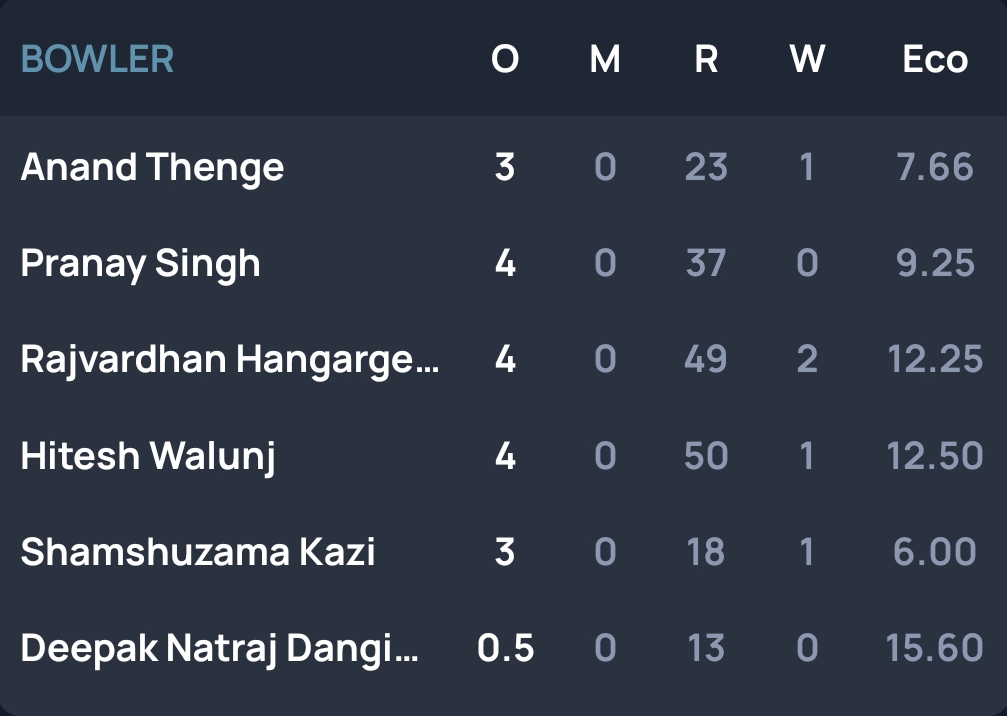 BOWLER O M R W Eco
Anand Thenge 3 0 23 1 7.66
Pranay Singh 4 0 37 0 9.25
Rajvardhan Hangarge... 4 0 49 2 12.25
Hitesh Walunj 4 0 50 1 12.50
Shamshuzama Kazi 3 0 18 1 6.00
Deepak Natraj Dangi... 0.5 0 13 0 15.60